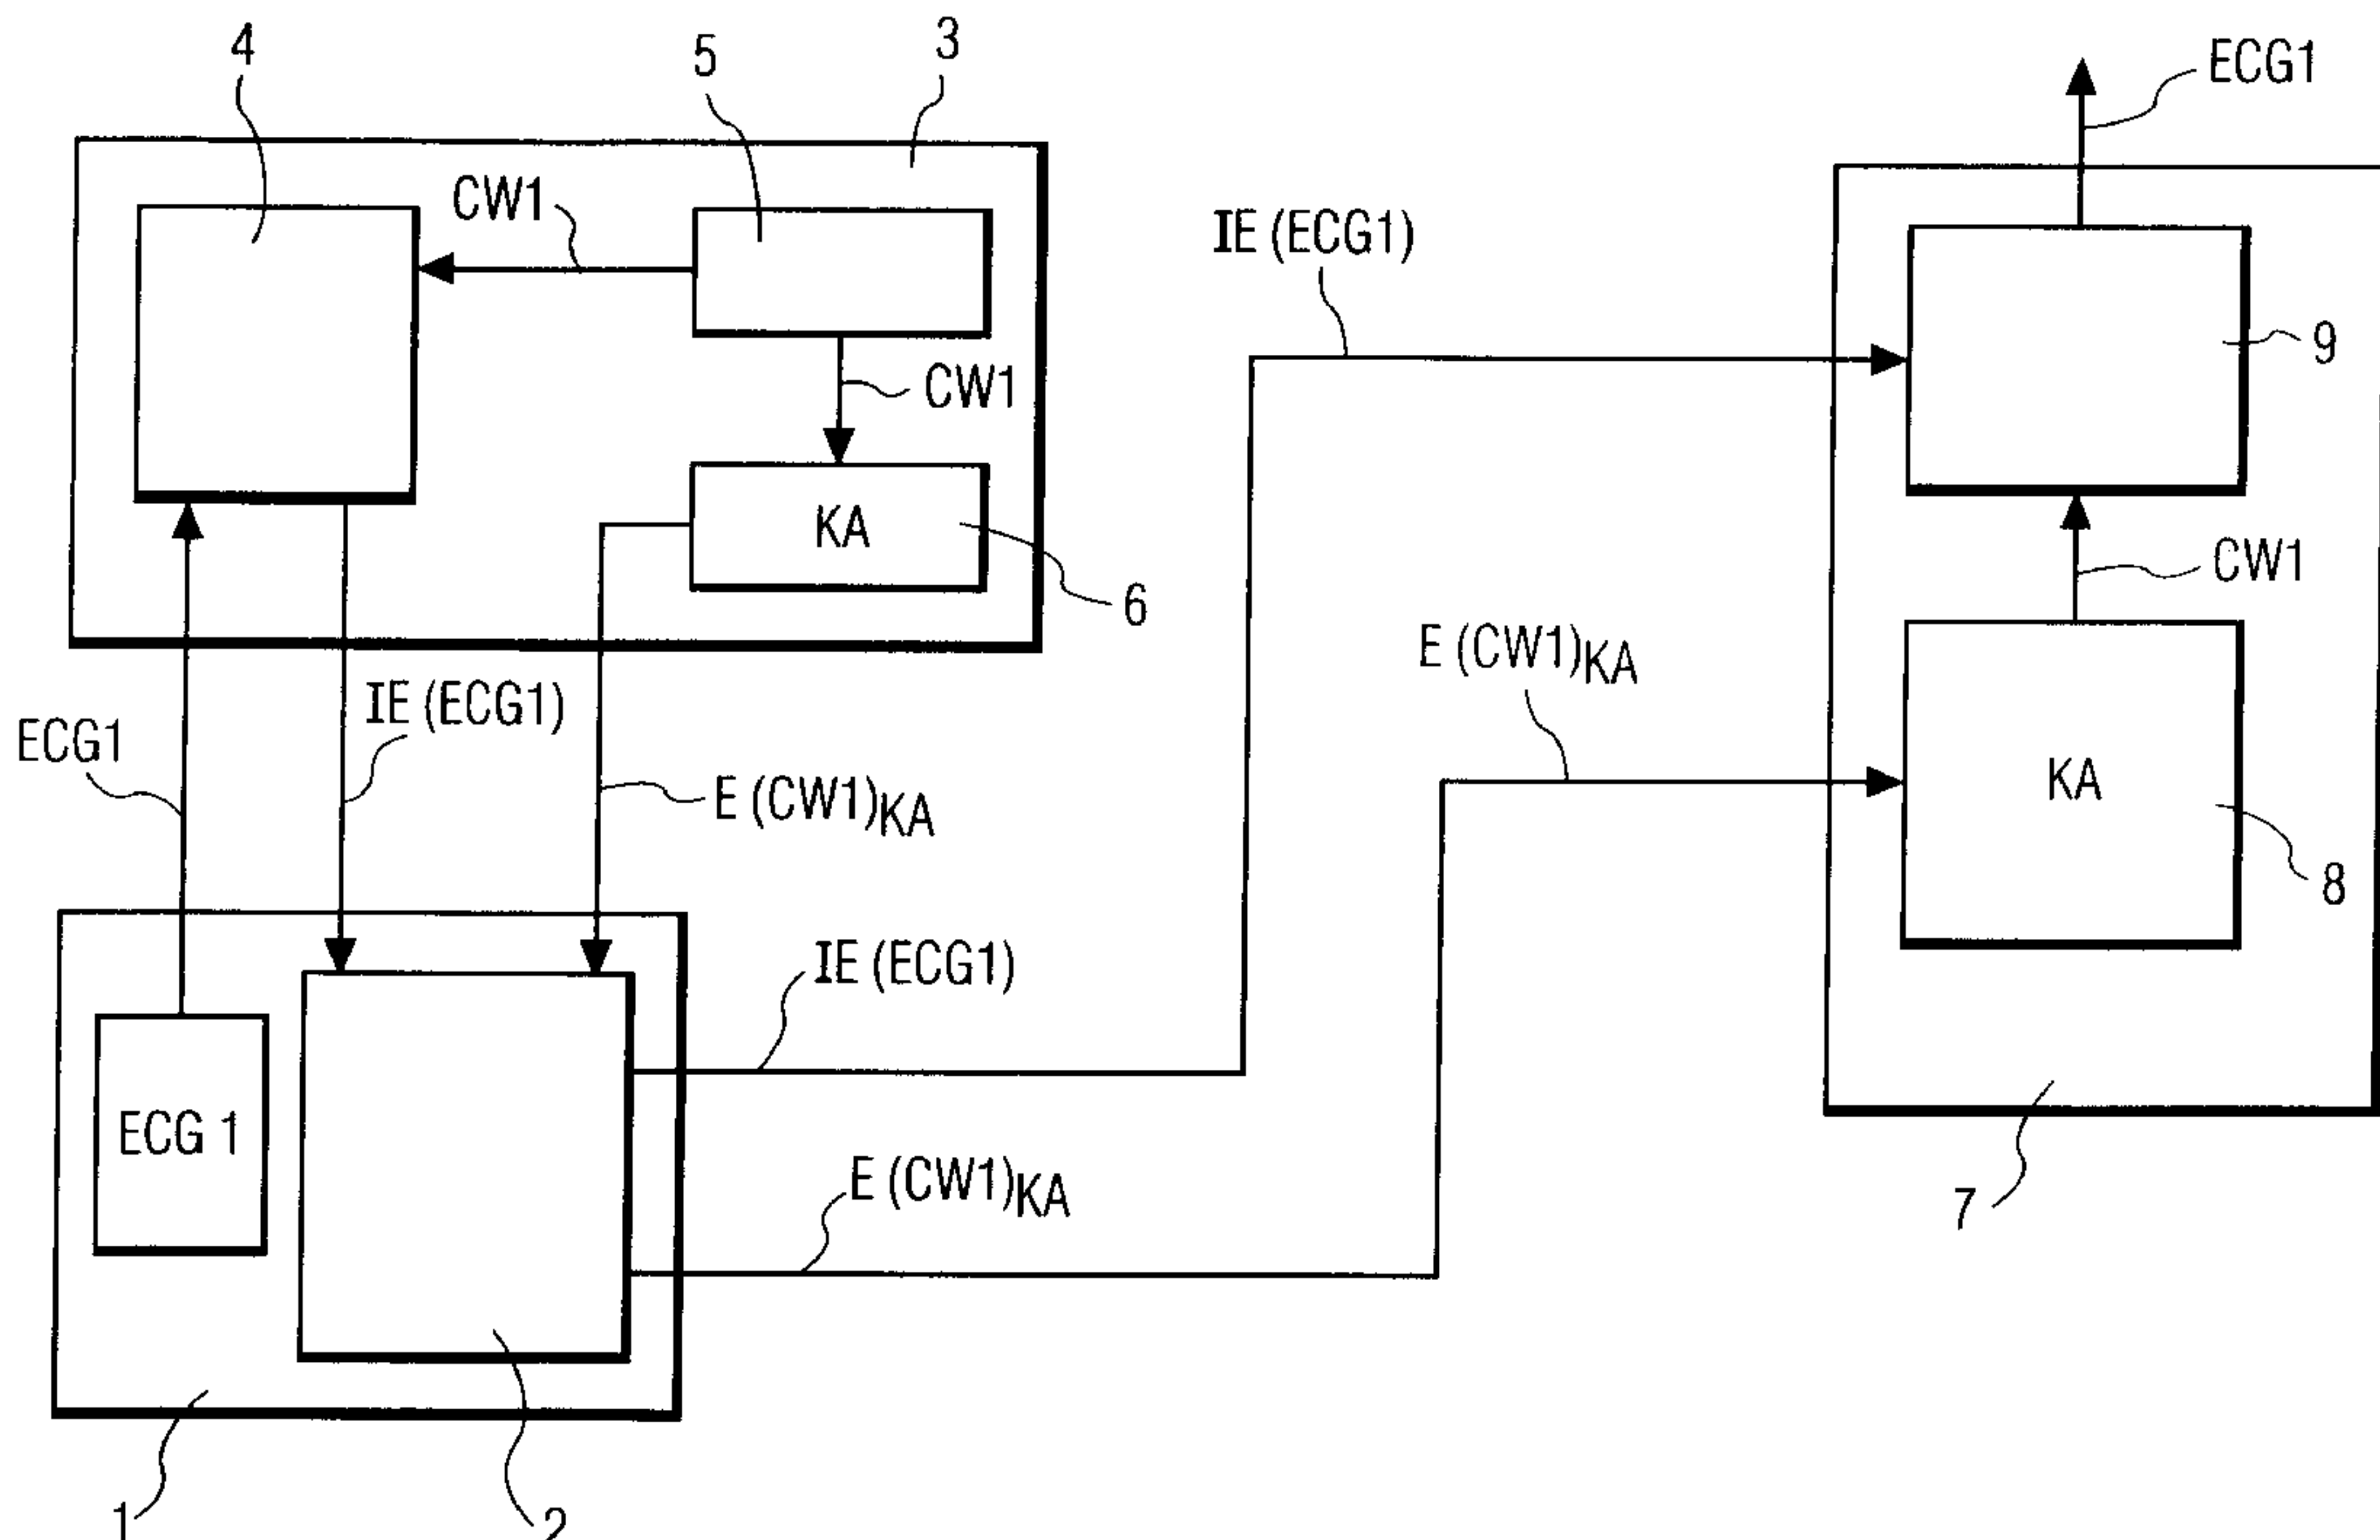 4
5
3
ECG1
CW1
IE (ECG1)
9
CW1
KA
6
CW1
E (CW1)KA
IE (ECG1)
ECG1
E (CW1)KA
KA
8
IE (ECG1)
ECG 1
E (CW1)KA
7
1
2